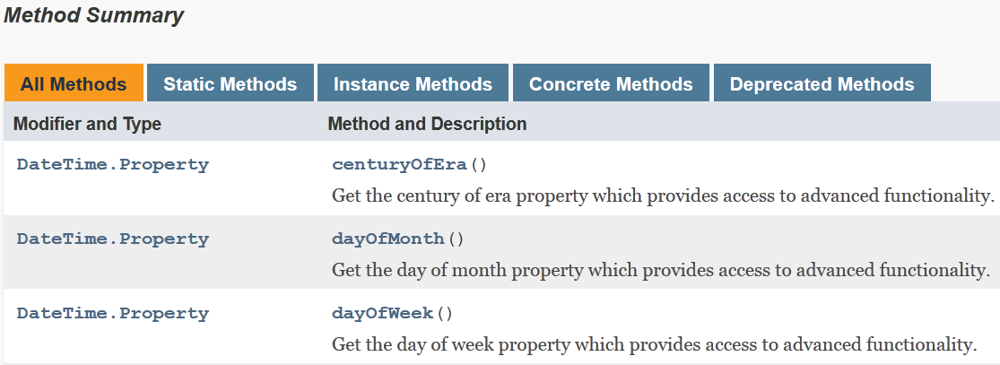 Method Summary
All Methods Static Methods Instance Methods Concrete Methods Deprecated Methods
Modifier and Type Method and Description
DateTime.Property centuryOfEra()
Get the century of era property which provides access to advanced functionality.
DateTime.Property dayOfMonth()
Get the day of month property which provides access to advanced functionality.
DateTime.Property dayOfWeek()
Get the day of week property which provides access to advanced functionality.